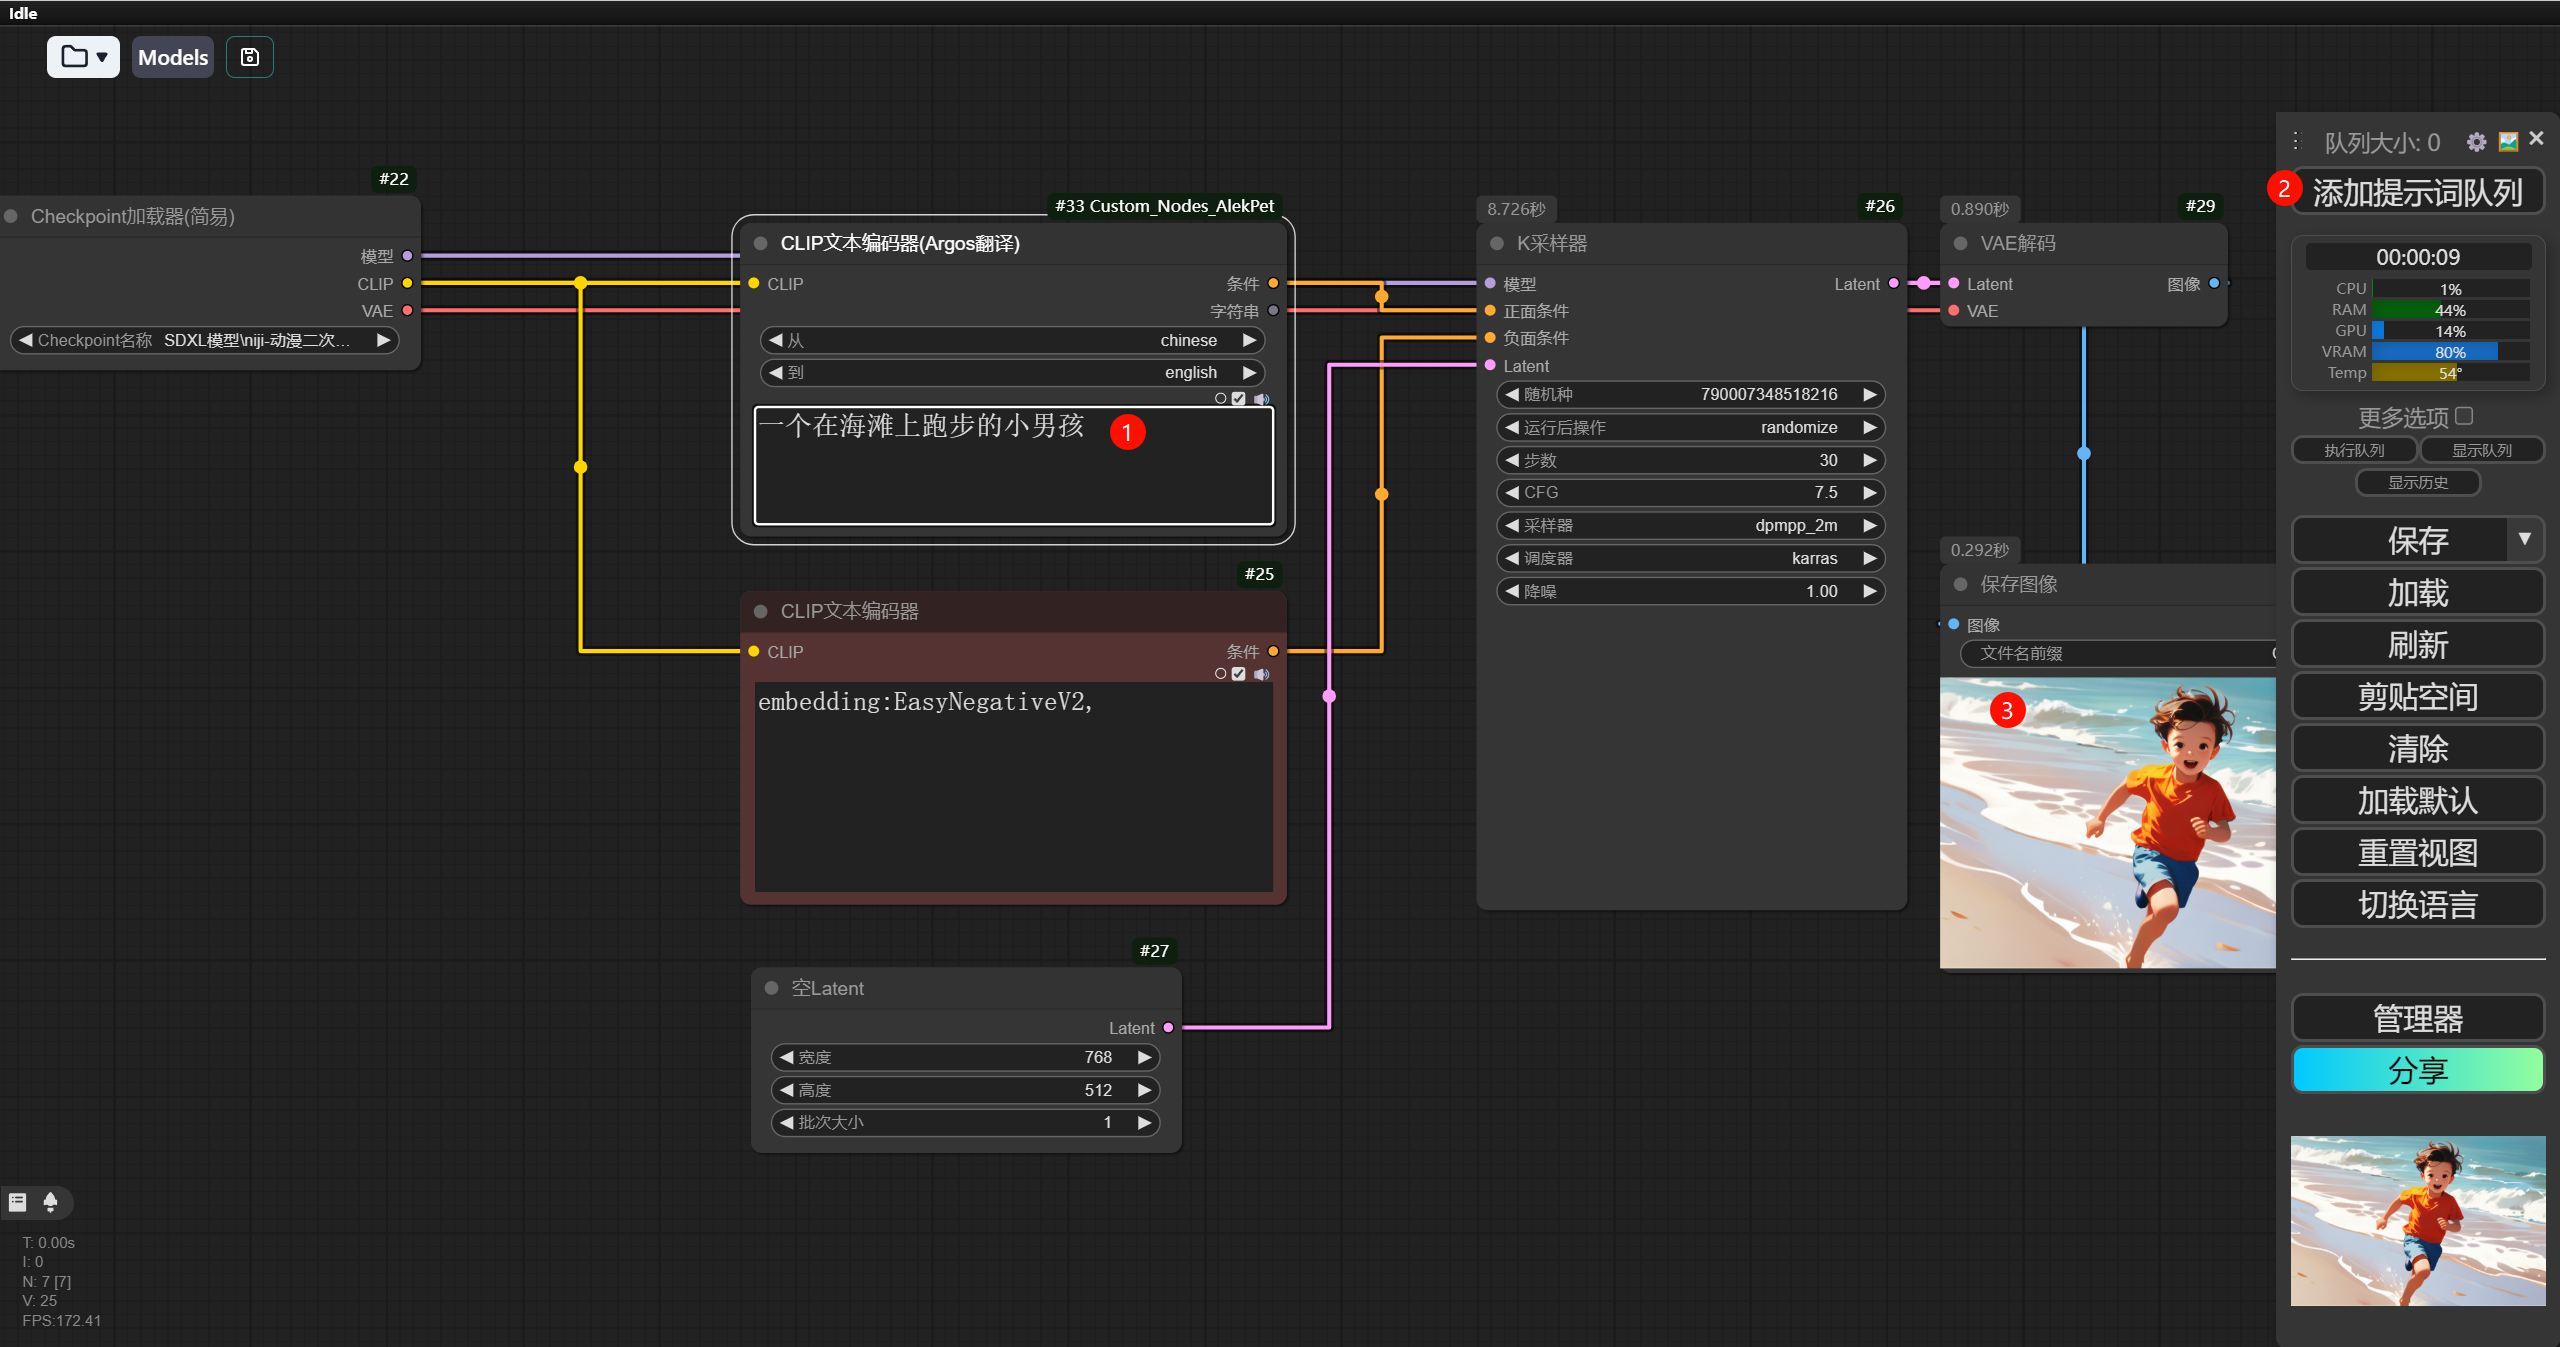 Idle
Models
#22
Checkpoint加载器(简易)
模型
CLIP
VAE
Checkpoint名称 SDXL模型\niji-动漫二次...
#33 Custom_Nodes_AlekPet
CLIP文本编码器(Argos翻译)
CLIP
条件
字符串
从 chinese
到 english
一个在海滩上跑步的小男孩
1
#25
CLIP文本编码器
CLIP
条件
embedding:EasyNegativeV2,
#27
空Latent
Latent
宽度 768
高度 512
批次大小 1
8.726秒
#26
K采样器
模型
Latent
正面条件
负面条件
Latent
随机种 790007348518216
运行后操作 randomize
步数 30
CFG 7.5
采样器 dpmpp_2m
调度器 karras
降噪 1.00
0.890秒
#29
VAE解码
Latent
图像
VAE
0.292秒
保存图像
图像
文件名前缀
3
队列大小: 0
2
添加提示词队列
00:00:09
CPU 1%
RAM 44%
GPU 14%
VRAM 80%
Temp 54°
更多选项
执行队列 显示队列
显示历史
保存
加载
刷新
剪贴空间
清除
加载默认
重置视图
切换语言
管理器
分享
T: 0.00s
I: 0
N: 7 [7]
V: 25
FPS:172.41